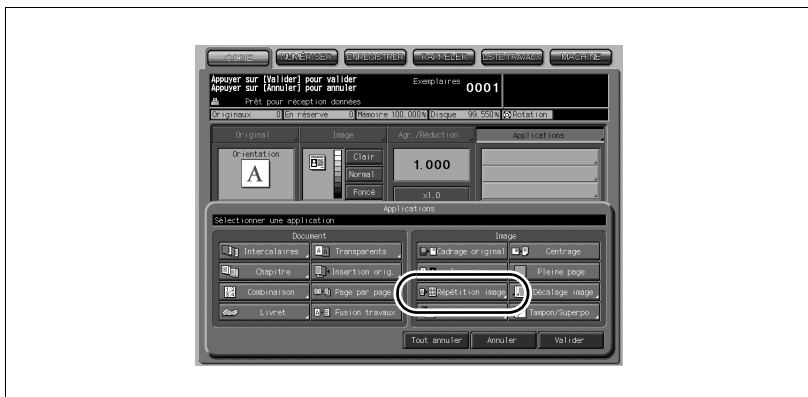 COPIE NUMÉRISER ENREGISTRER RAPPELER LISTE TRAVAUX MACHINE
Appuyer sur [Valider] pour valider
Appuyer sur [Annuler] pour annuler
Exemplaires 0001
Prêt pour réception données
Originaux 0 En réserve 0 Mémoire 100.000% Disque 99.550% Rotation
Original Image Agr./Réduction Applications
Orientation
A
Clair
Normal
Foncé
1.000
x1.0
Applications
Sélectionner une application
Document Image
Intercalaires Transparents Cadrage original Centrage
Chapitre Insertion orig. Pleine page
Combinaison Page par page Répétition image Décalage image
Livret Fusion travaux Tampon/Superpo
Tout annuler Annuler Valider